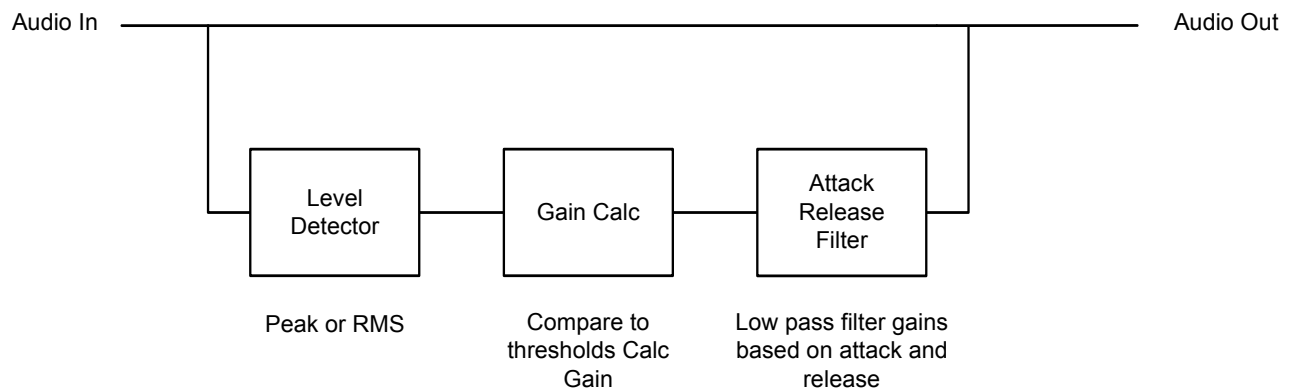 Audio In
Audio Out
Level
Detector
Gain Calc
Attack
Release
Filter
Peak or RMS
Compare to
thresholds Calc
Gain
Low pass filter gains
based on attack and
release